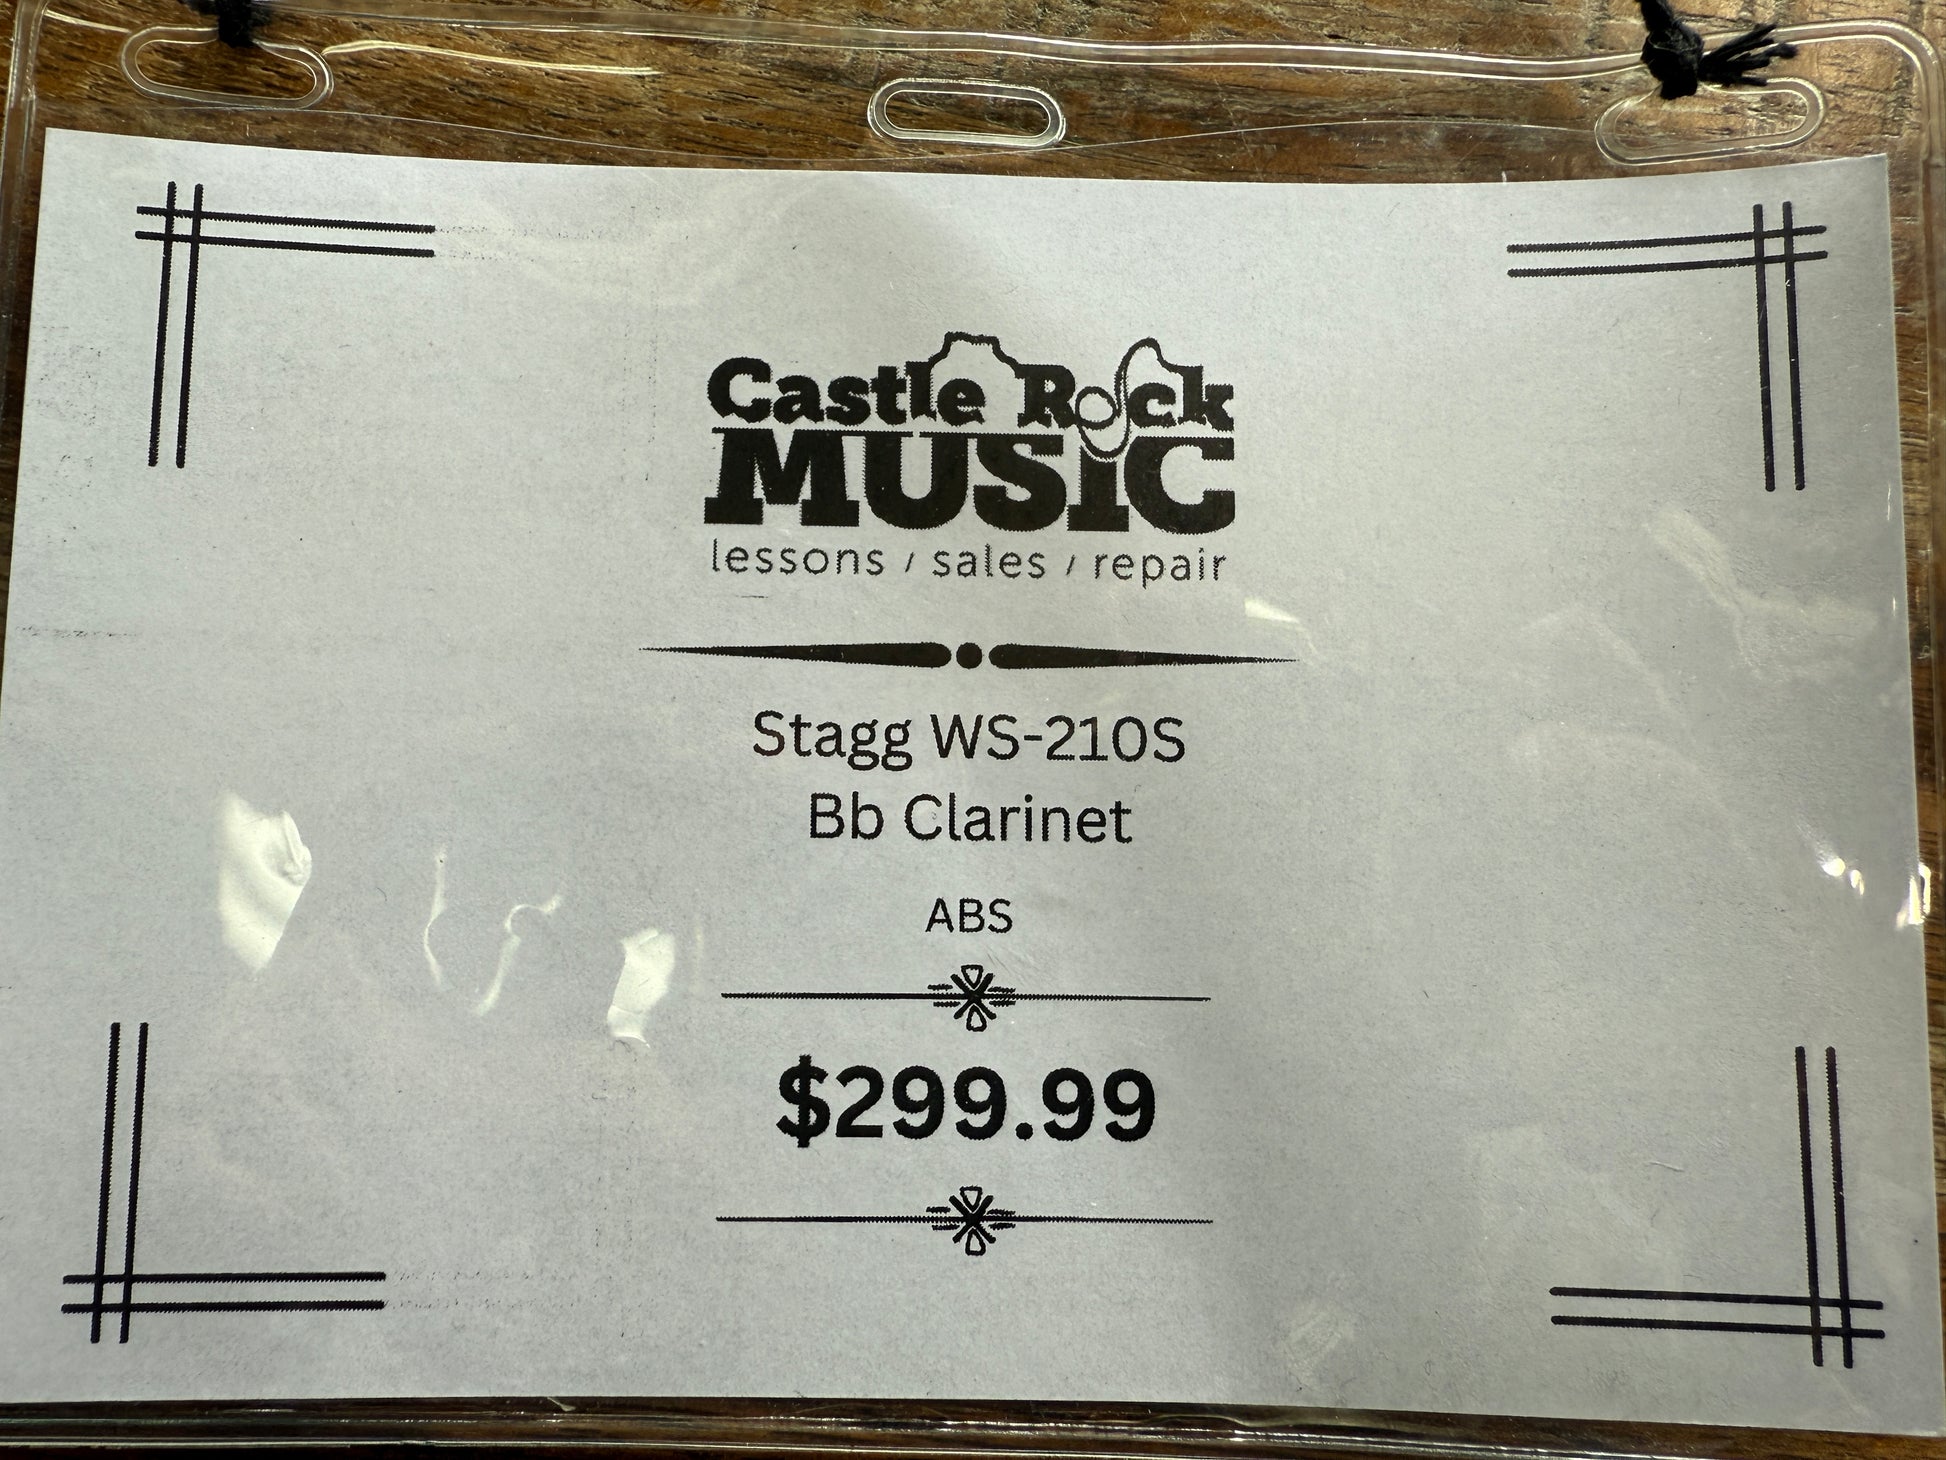 Castle Rock
MUSiC
lessons / sales / repair
Stagg WS-210S
Bb Clarinet
ABS
$299.99